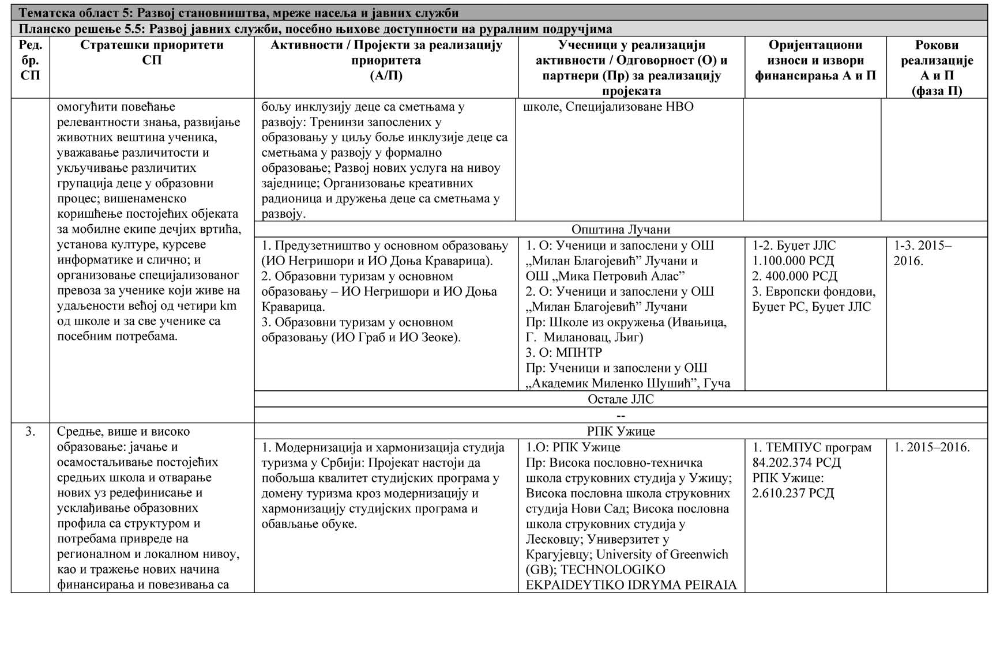 Тематска област 5: Развој становништва, мреже насеља и јавних служби
Планско решење 5.5: Развој јавних служби, посебно њихове доступности на руралним подручјима
Ред.
бр.
СП
Стратешки приоритети
СП
Активности / Пројекти за реализацију
приоритета
(А/П)
Учесници у реализацији
активности / Одговорност (О) и
партнери (Пр) за реализацију
пројеката
Оријентациони
износи и извори
финансирања А и П
Рокови
реализације
А и П
(фаза П)
омогућити повећање
релевантности знања, развијање
животних вештина ученика,
уважавање различитости и
укључивање различитих
групација деце у образовни
процес; вишенаменско
коришћење постојећих објеката
за мобилне екипе дечјих вртића,
установа културе, курсеве
информатике и слично; и
организовање специјализованог
превоза за ученике који живе на
удаљености већој од четири km
од школе и за све ученике са
посебним потребама.
бољу инклузију деце са сметњама у
развоју: Тренинзи запослених у
образовању у циљу боље инклузије деце са
сметњама у развоју у формално
образовање; Развој нових услуга на нивоу
заједнице; Организовање креативних
радионица и дружења деце са сметњама у
развоју.
школе, Специјализоване НВО
Општина Лучани
1. Предузетништво у основном образовању
(ИО Негришори и ИО Доња Краварица).
2. Образовни туризам у основном
образовању – ИО Негришори и ИО Доња
Краварица.
3. Образовни туризам у основном
образовању (ИО Граб и ИО Зеоке).
1. О: Ученици и запослени у ОШ
„Милан Благојевић” Лучани и
ОШ „Мика Петровић Алас”
2. О: Ученици и запослени у ОШ
„Милан Благојевић” Лучани
Пр: Школе из окружења (Ивањица,
Г.  Милановац, Љиг)
3. О: МПНТР
Пр: Ученици и запослени у ОШ
„Академик Миленко Шушић”, Гуча
1-2. Буџет ЈЛС
1.100.000 РСД
2. 400.000 РСД
3. Европски фондови,
Буџет РС, Буџет ЈЛС
1-3. 2015–
2016.
Остале ЈЛС
--
3.
Средње, више и високо
образовање: јачање и
осамостаљивање постојећих
средњих школа и отварање
нових уз редефинисање и
усклађивање образовних
профила са структуром и
потребама привреде на
регионалном и локалном нивоу,
као и тражење нових начина
финансирања и повезивања са
РПК Ужице
1. Модернизација и хармонизација студија
туризма у Србији: Пројекат настоји да
побољша квалитет студијских програма у
домену туризма кроз модернизацију и
хармонизацију студијских програма и
обављање обуке.
1.О: РПК Ужице
Пр: Висока пословно-техничка
школа струковних студија у Ужицу;
Висока пословна школа струковних
студија Нови Сад; Висока пословна
школа струковних студија у
Лесковцу; Универзитет у
Крагујевцу; University of Greenwich
(GB); TECHNOLOGIKO
EKPAIDEYTIKO IDRYMA PEIRAIA
1. ТЕМПУС програм
84.202.374 РСД
РПК Ужице:
2.610.237 РСД
1. 2015–2016.